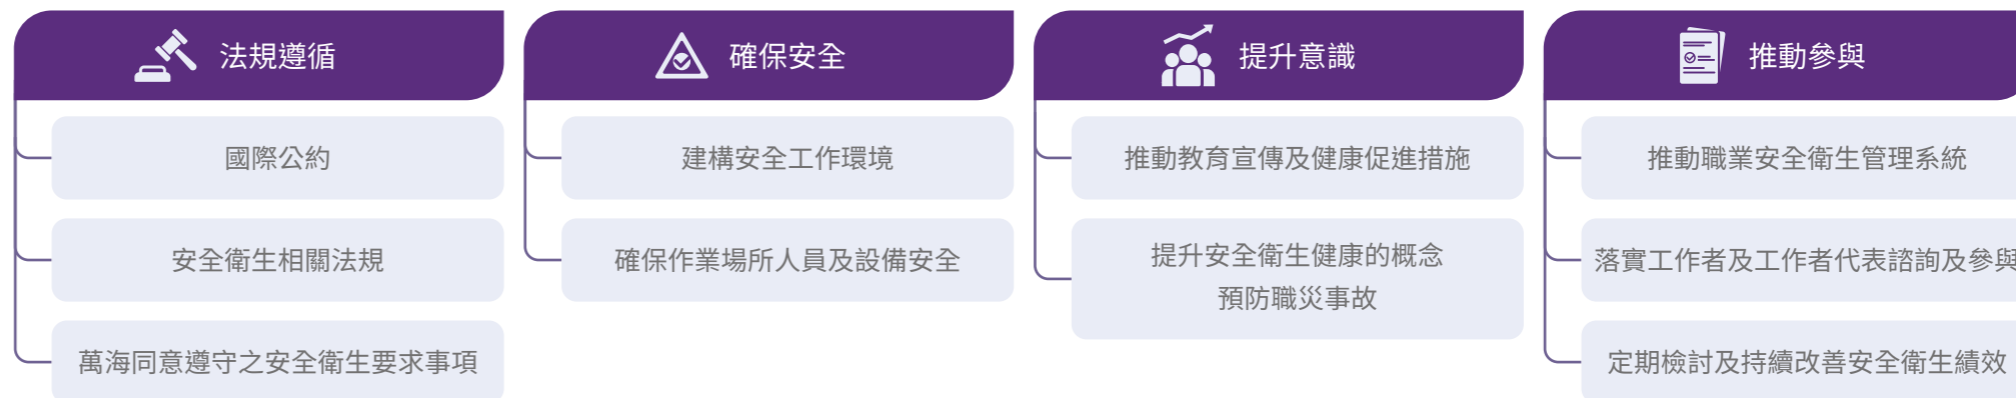 法規遵循
國際公約
安全衛生相關法規
萬海同意遵守之安全衛生要求事項
確保安全
建構安全工作環境
確保作業場所人員及設備安全
提升意識
推動教育宣傳及健康促進措施
提升安全衛生健康的概念
預防職災事故
推動參與
推動職業安全衛生管理系統
落實工作者及工作者代表諮詢及參與
定期檢討及持續改善安全衛生績效